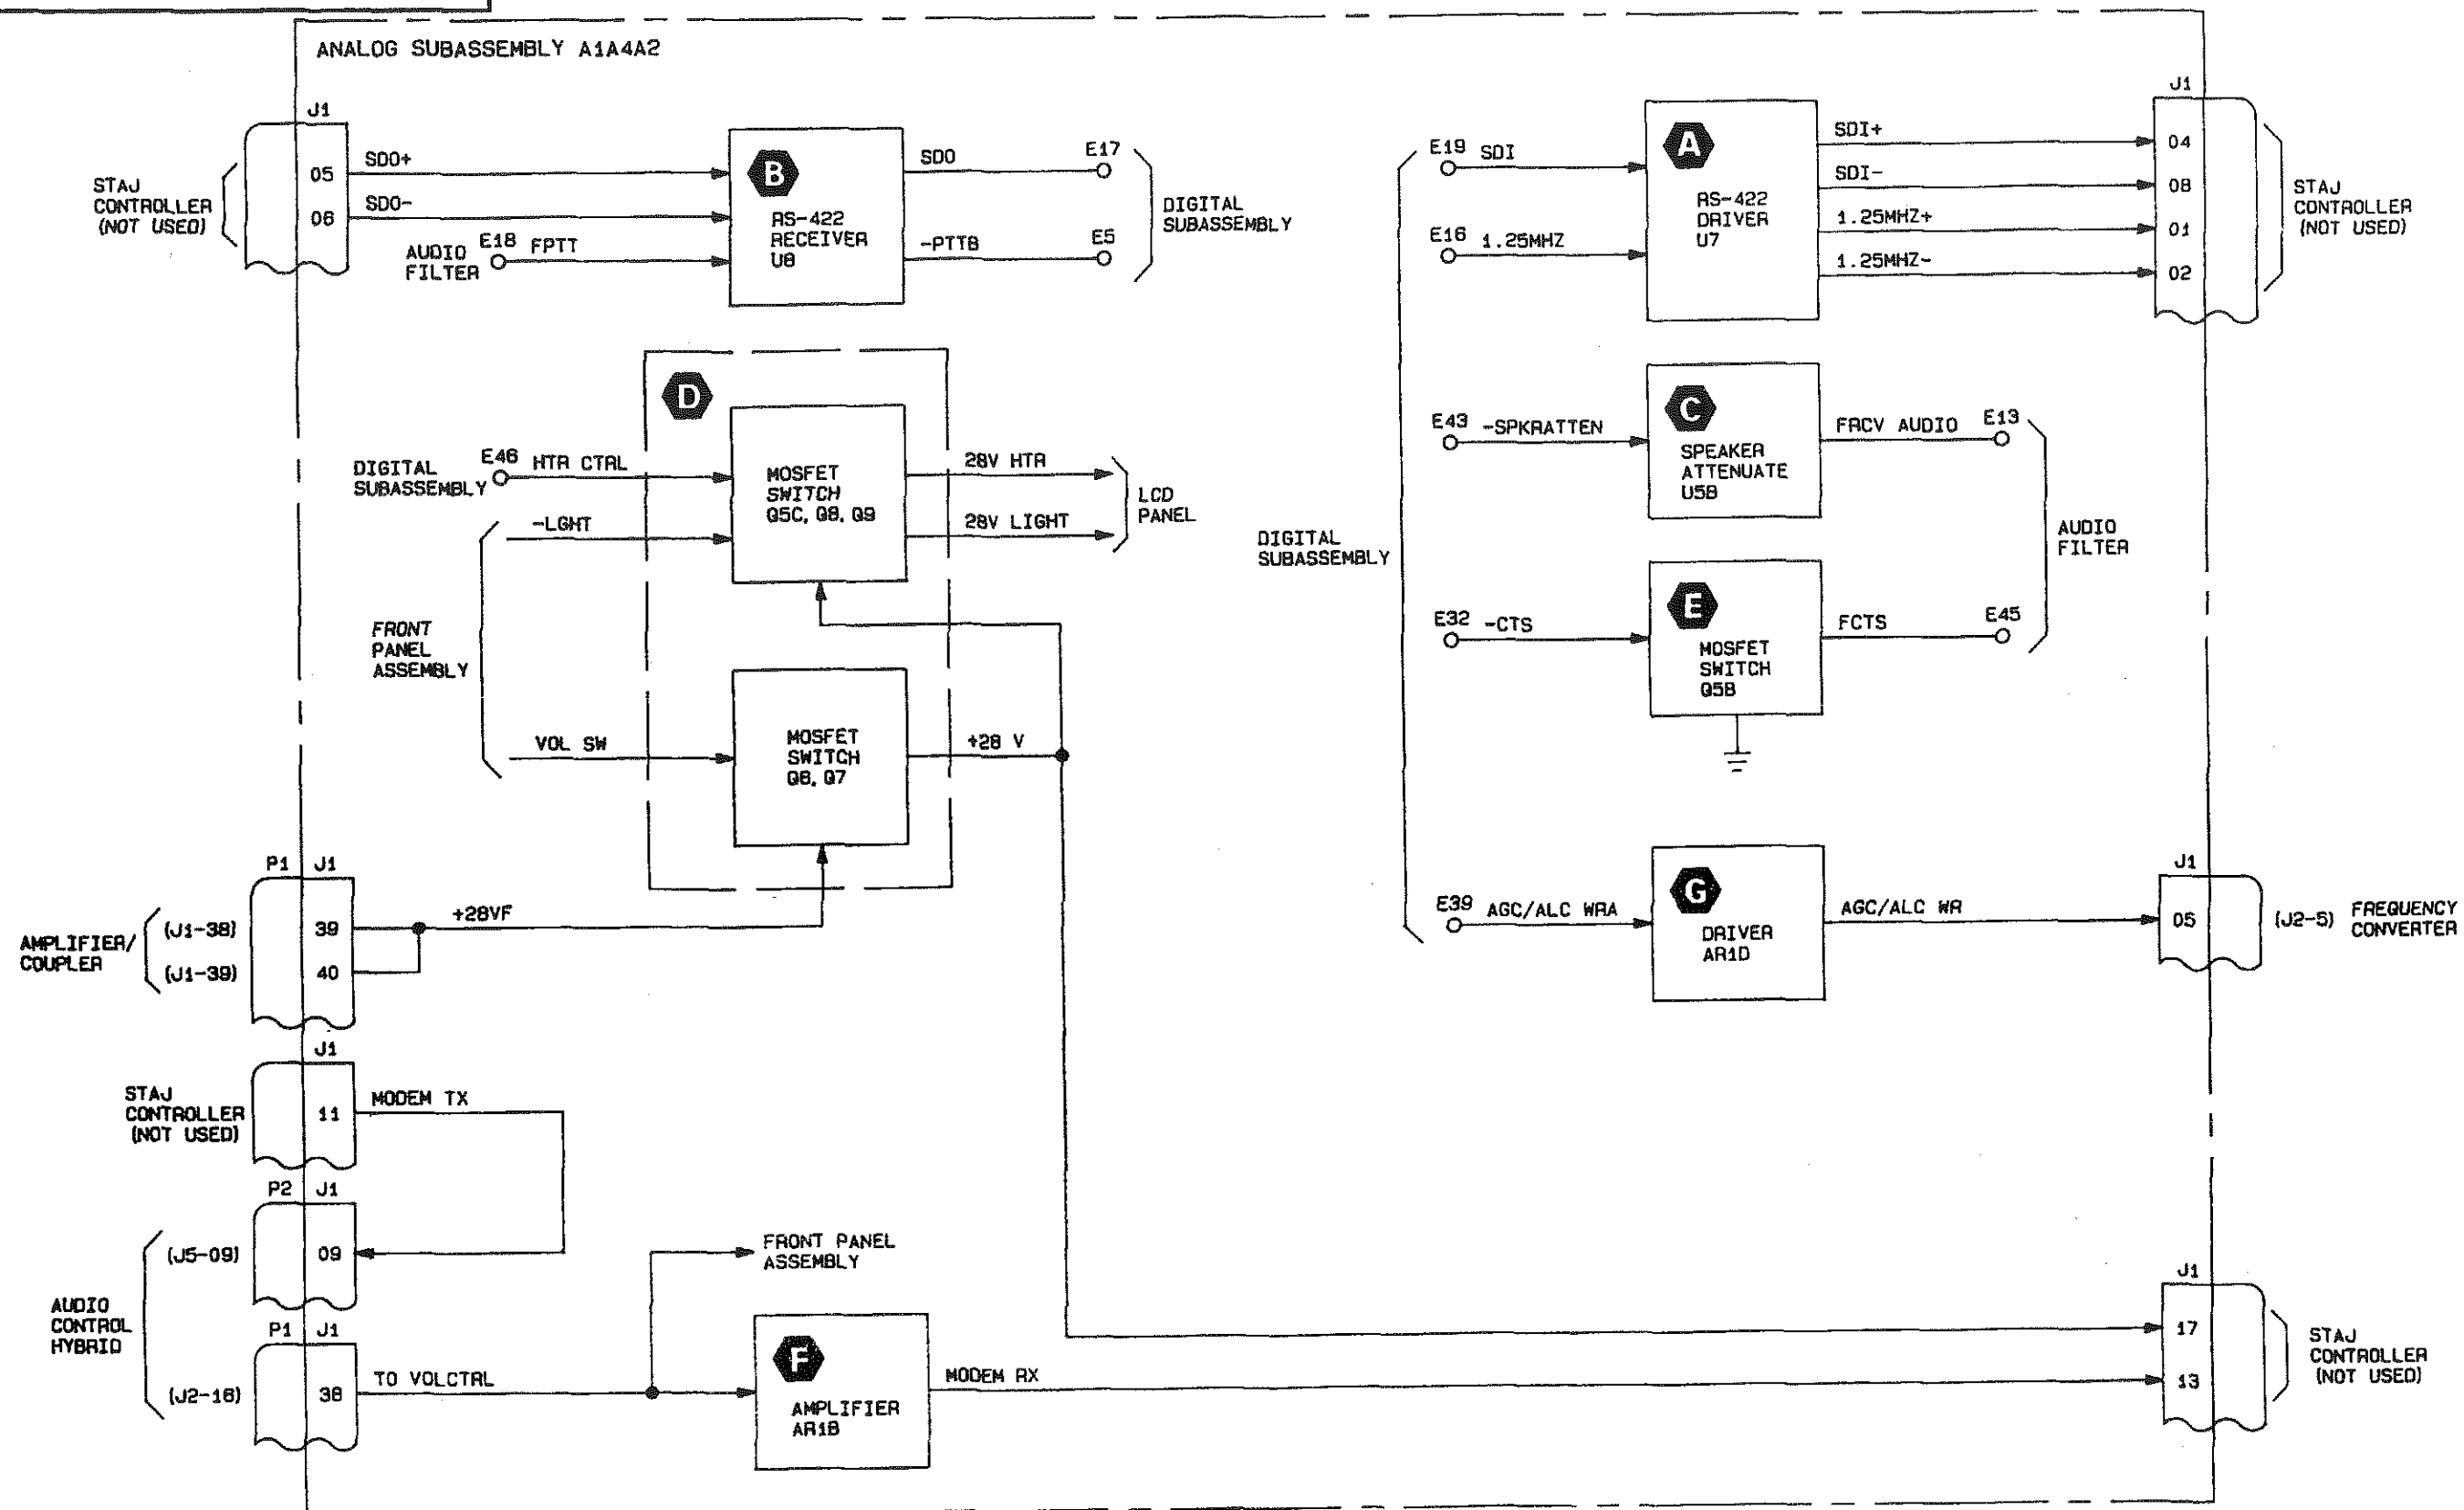 ANALOG SUBASSEMBLY A1A4A2
J1
STAJ
CONTROLLER
(NOT USED)
05
06
SDO+
SDO-
AUDIO
FILTER
E18
FPTT
B
RS-422
RECEIVER
U8
SDO
E17
-PTTB
E5
DIGITAL
SUBASSEMBLY
E19
SDI
E16
1.25MHZ
A
RS-422
DRIVER
U7
SDI+
SDI-
1.25MHZ+
1.25MHZ-
J1
04
08
01
02
STAJ
CONTROLLER
(NOT USED)
D
DIGITAL
SUBASSEMBLY
E46
HTR CTRL
-LGHT
MOSFET
SWITCH
Q5C, Q8, Q9
28V HTR
28V LIGHT
LCD
PANEL
FRONT
PANEL
ASSEMBLY
VOL SW
MOSFET
SWITCH
Q6, Q7
+28 V
DIGITAL
SUBASSEMBLY
E43
-SPKRATTEN
C
SPEAKER
ATTENUATE
U5B
FRCV AUDIO
E13
E32
-CTS
E
MOSFET
SWITCH
Q5B
FCTS
E45
AUDIO
FILTER
P1
J1
AMPLIFIER/
COUPLER
(J1-38)
(J1-39)
39
40
+28VF
E39
AGC/ALC WRA
G
DRIVER
AR1D
AGC/ALC WR
J1
05
(J2-5)
FREQUENCY
CONVERTER
J1
STAJ
CONTROLLER
(NOT USED)
11
MODEM TX
P2
J1
(J5-09)
09
AUDIO
CONTROL
HYBRID
P1
J1
(J2-16)
38
TO VOLCTRL
FRONT PANEL
ASSEMBLY
F
AMPLIFIER
AR1B
MODEM RX
J1
17
13
STAJ
CONTROLLER
(NOT USED)